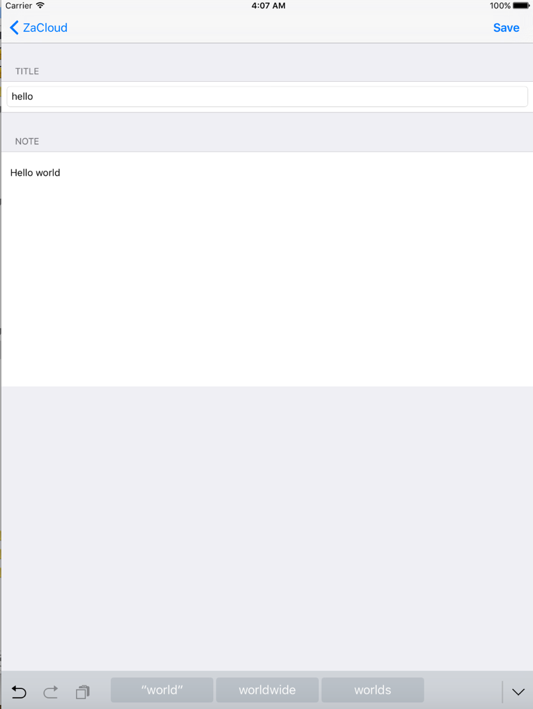 Carrier 4:07 AM 100%
ZaCloud Save
TITLE
hello
NOTE
Hello world
“world” worldwide worlds